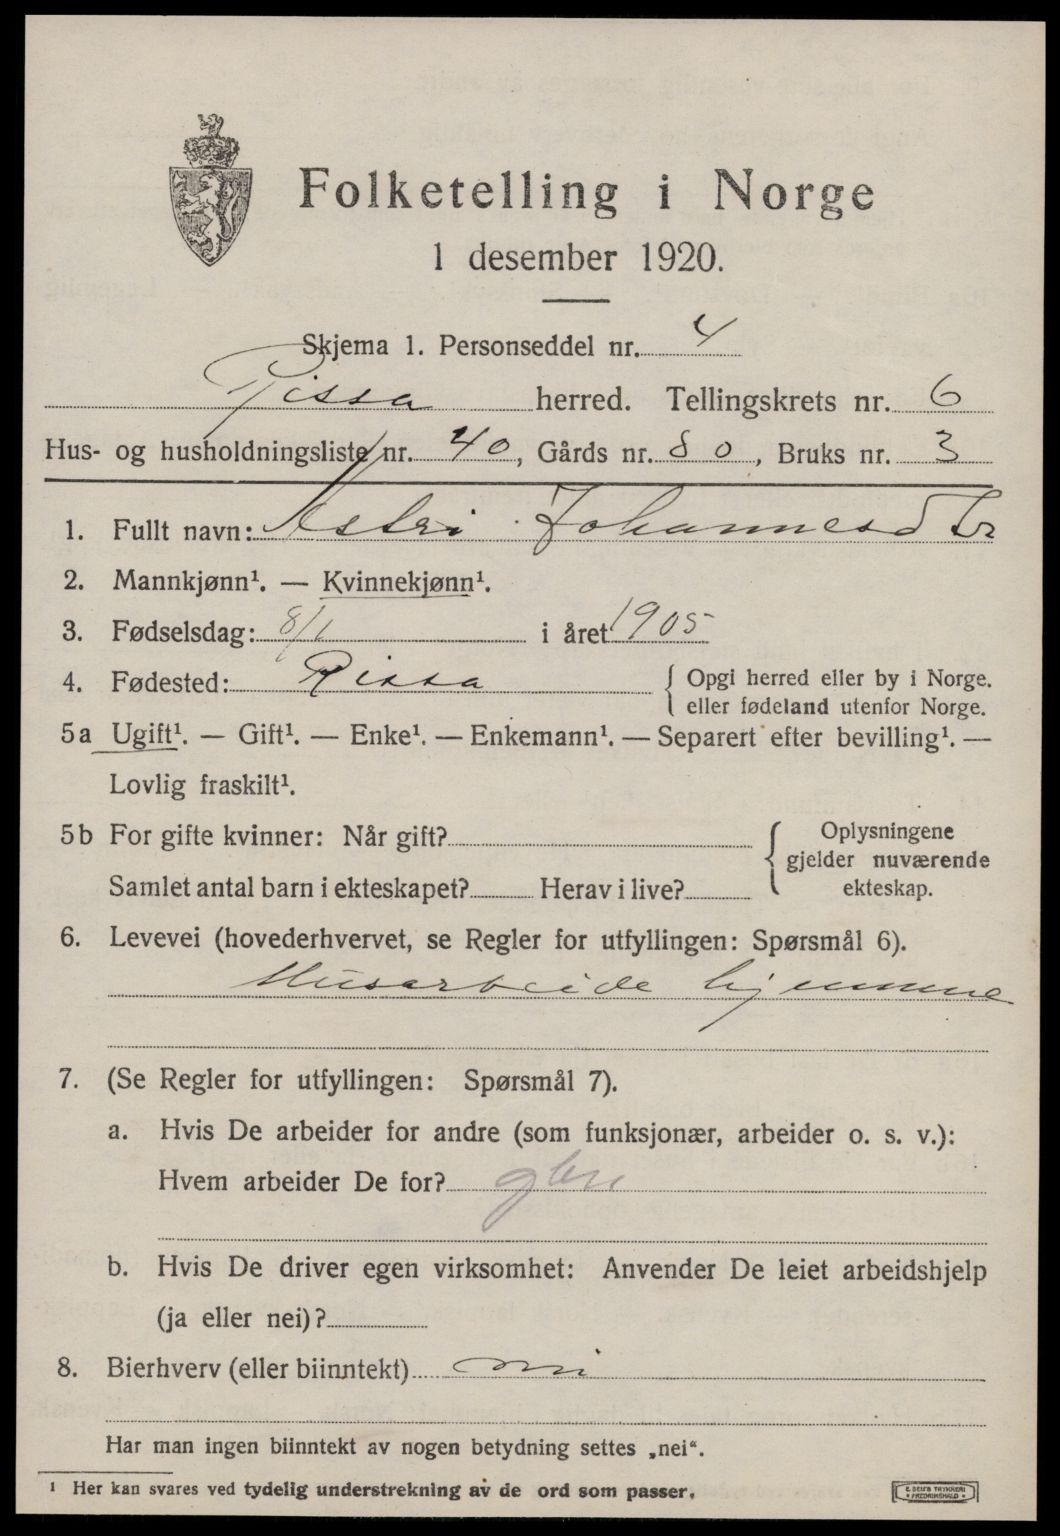 Folketelling i Norge
1 desember 1920.
Skjema 1. Personseddel nr. 4
Rissa herred. Tellingskrets nr. 6
Hus- og husholdningsliste nr. 40, Gårds nr. 80, Bruks nr. 3
1. Fullt navn: Astri Johannesdtr
2. Mannkjønn¹. — Kvinnekjønn¹.
3. Fødselsdag: 8/1 i året 1905
4. Fødested: Rissa { Opgi herred eller by i Norge.
eller fødeland utenfor Norge.
5a Ugift¹. — Gift¹. — Enke¹. — Enkemann¹. — Separert efter bevilling¹. —
Lovlig fraskilt¹.
5b For gifte kvinner: Når gift? { Oplysningene
gjelder nuværende
Samlet antal barn i ekteskapet? Herav i live? ekteskap.
6. Levevei (hovederhvervet, se Regler for utfyllingen: Spørsmål 6).
Husarbeide hjemme
7. (Se Regler for utfyllingen: Spørsmål 7).
a. Hvis De arbeider for andre (som funksjonær, arbeider o. s. v.):
Hvem arbeider De for?
b. Hvis De driver egen virksomhet: Anvender De leiet arbeidshjelp
(ja eller nei)?
8. Bierhverv (eller biinntekt) nei
Har man ingen biinntekt av nogen betydning settes „nei“.
¹ Her kan svares ved tydelig understrekning av de ord som passer.